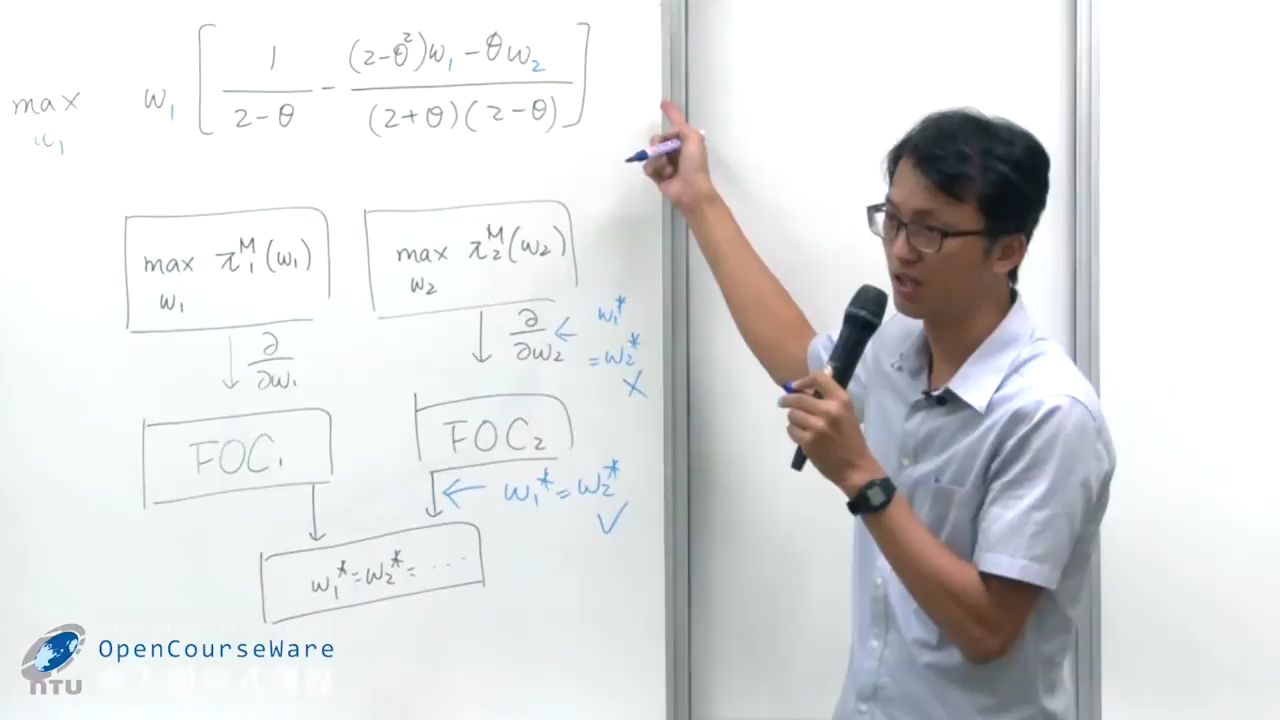 max w₁ w₁ [ 1 / (2-θ) - ((2-θ²)w₁ - θw₂) / ((2+θ)(2-θ)) ]
max w₁ π₁ᴹ(w₁)
max w₂ π₂ᴹ(w₂)
∂/∂w₁
∂/∂w₂ ← w₁* = w₂* ✗
FOC₁
FOC₂
← w₁* = w₂* ✓
w₁* = w₂* = ...
OpenCourseWare
NTU